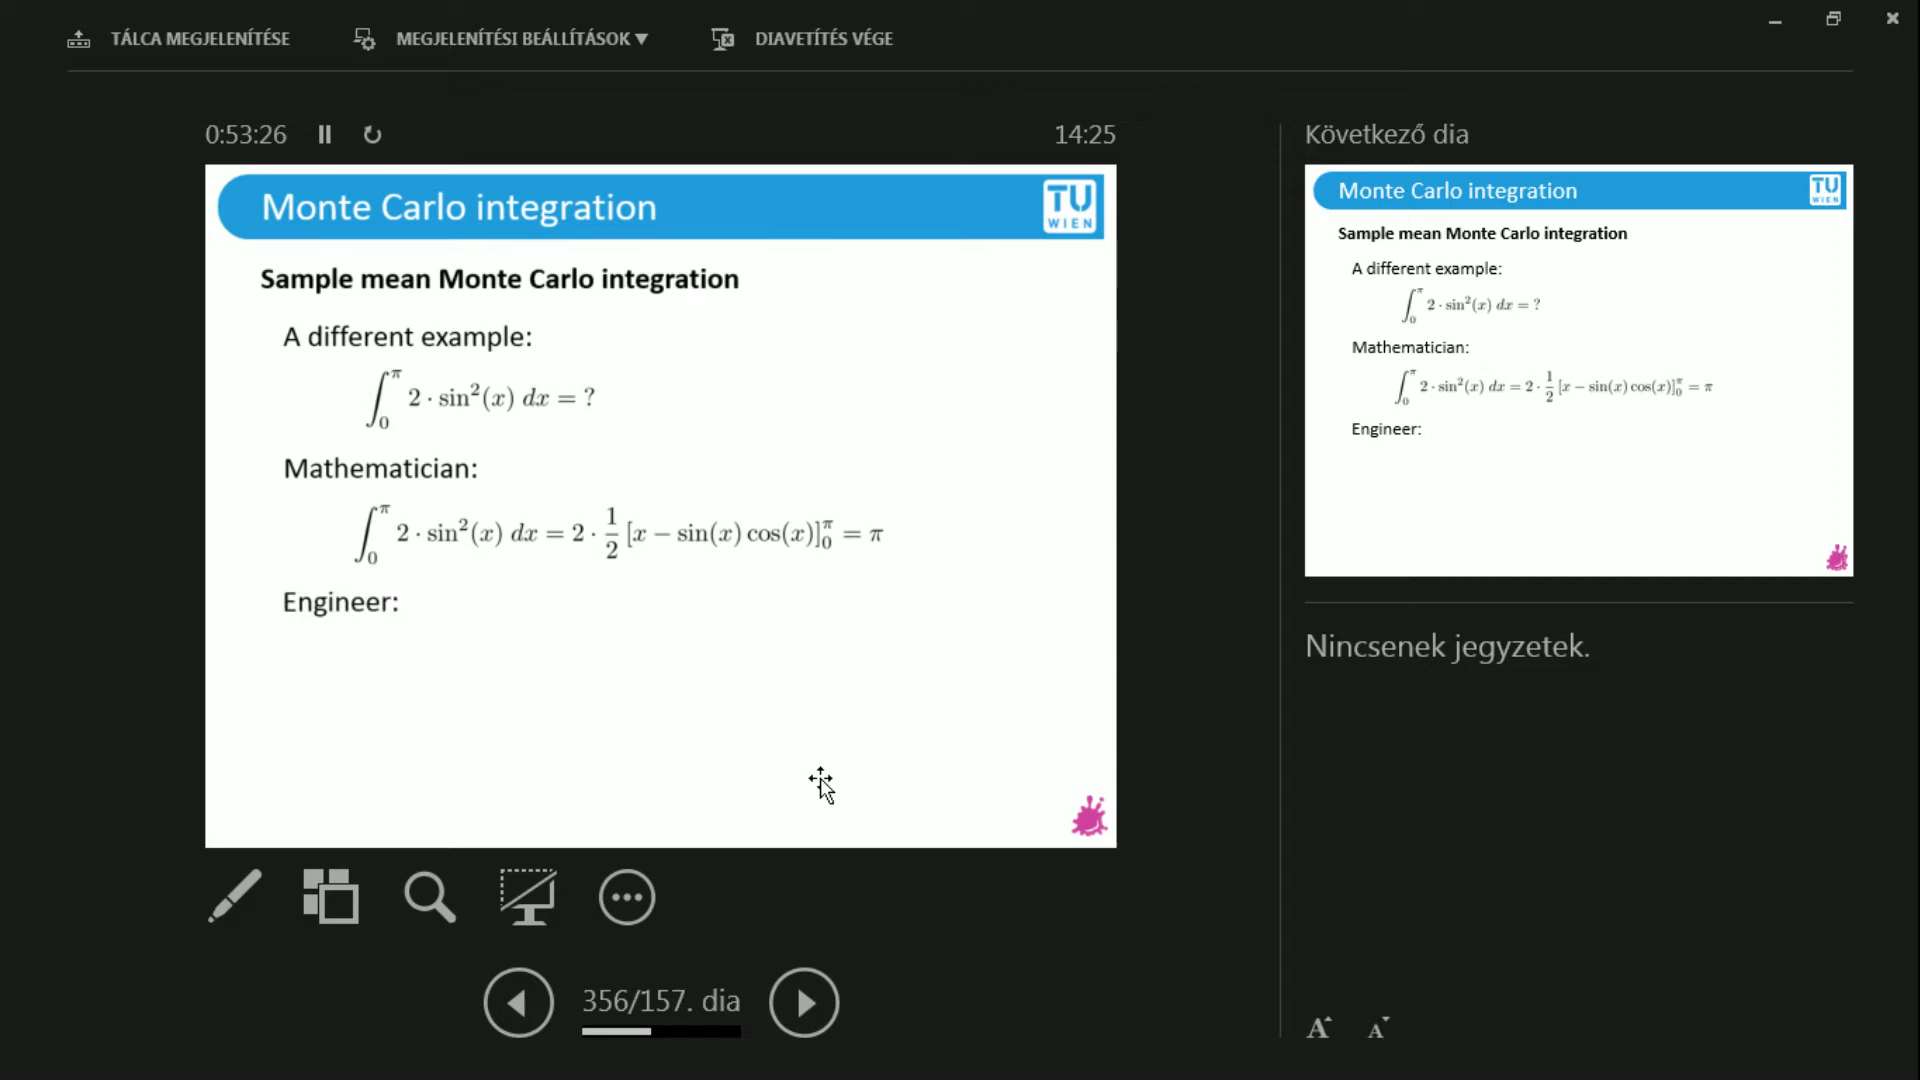 TÁLCA MEGJELENÍTÉSE
MEGJELENÍTÉSI BEÁLLÍTÁSOK ▼
DIAVETÍTÉS VÉGE
0:53:26
14:25
Monte Carlo integration
TU
WIEN
Sample mean Monte Carlo integration
A different example:
∫₀^π 2 · sin²(x) dx = ?
Mathematician:
∫₀^π 2 · sin²(x) dx = 2 · 1/2 [x − sin(x) cos(x)]₀^π = π
Engineer:
356/157. dia
Következő dia
Monte Carlo integration
TU
WIEN
Sample mean Monte Carlo integration
A different example:
∫₀^π 2 · sin²(x) dx = ?
Mathematician:
∫₀^π 2 · sin²(x) dx = 2 · 1/2 [x − sin(x) cos(x)]₀^π = π
Engineer:
Nincsenek jegyzetek.
A A